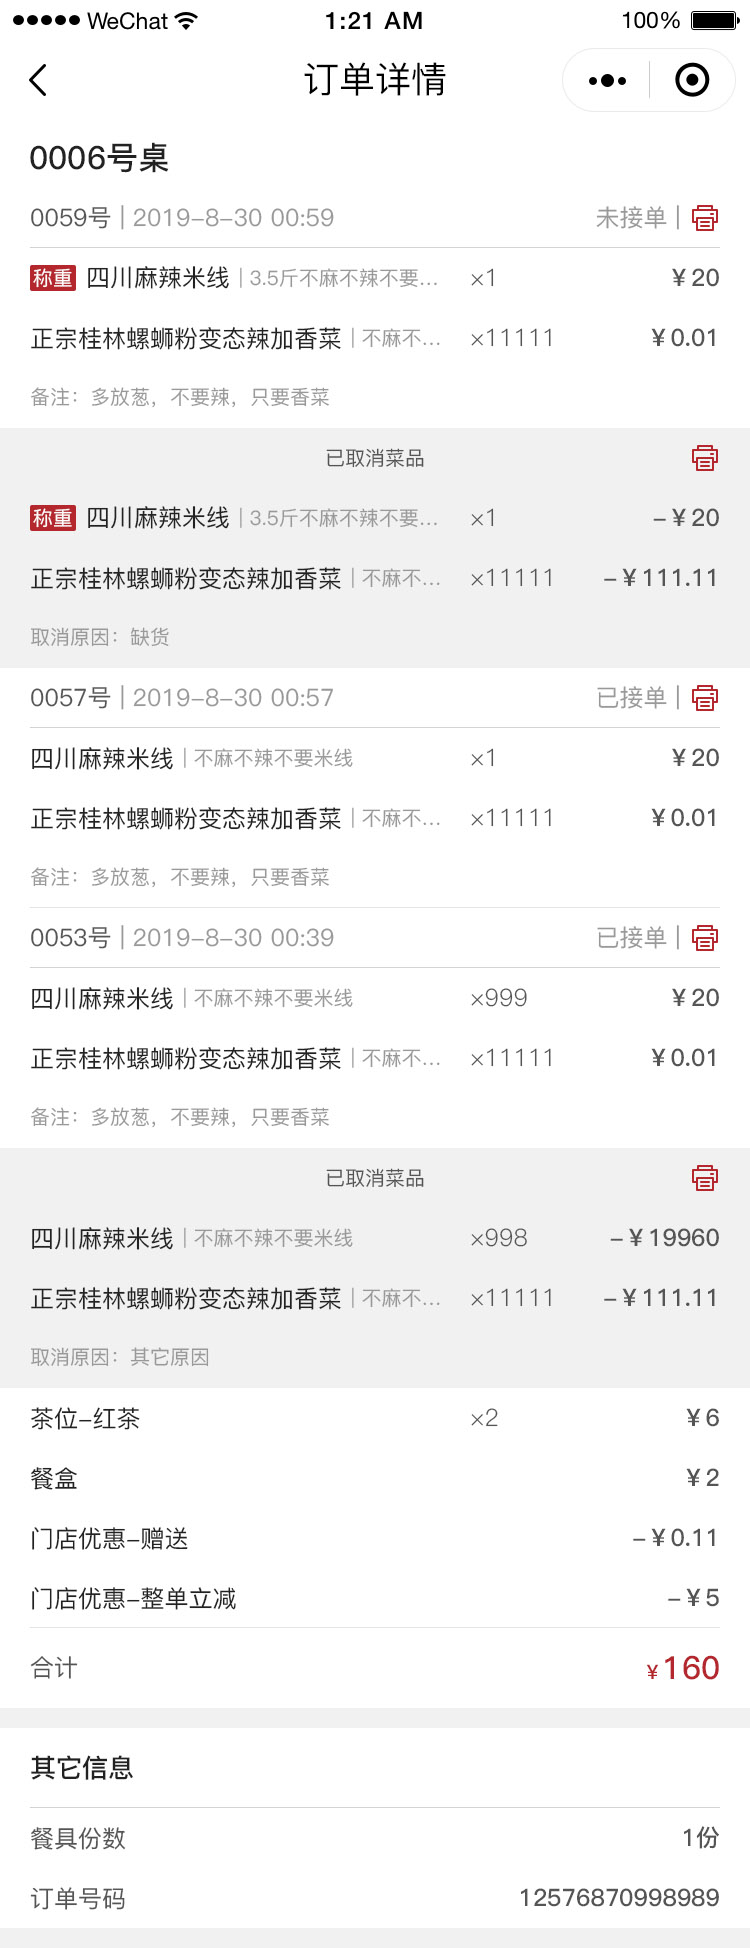 WeChat 1:21 AM 100%
订单详情
0006号桌
0059号 | 2019-8-30 00:59 未接单 |
称重 四川麻辣米线 | 3.5斤不麻不辣不要... ×1 ¥20
正宗桂林螺蛳粉变态辣加香菜 | 不麻不... ×11111 ¥0.01
备注：多放葱，不要辣，只要香菜
已取消菜品
称重 四川麻辣米线 | 3.5斤不麻不辣不要... ×1 -¥20
正宗桂林螺蛳粉变态辣加香菜 | 不麻不... ×11111 -¥111.11
取消原因：缺货
0057号 | 2019-8-30 00:57 已接单 |
四川麻辣米线 | 不麻不辣不要米线 ×1 ¥20
正宗桂林螺蛳粉变态辣加香菜 | 不麻不... ×11111 ¥0.01
备注：多放葱，不要辣，只要香菜
0053号 | 2019-8-30 00:39 已接单 |
四川麻辣米线 | 不麻不辣不要米线 ×999 ¥20
正宗桂林螺蛳粉变态辣加香菜 | 不麻不... ×11111 ¥0.01
备注：多放葱，不要辣，只要香菜
已取消菜品
四川麻辣米线 | 不麻不辣不要米线 ×998 -¥19960
正宗桂林螺蛳粉变态辣加香菜 | 不麻不... ×11111 -¥111.11
取消原因：其它原因
茶位-红茶 ×2 ¥6
餐盒 ¥2
门店优惠-赠送 -¥0.11
门店优惠-整单立减 -¥5
合计 ¥160
其它信息
餐具份数 1份
订单号码 12576870998989